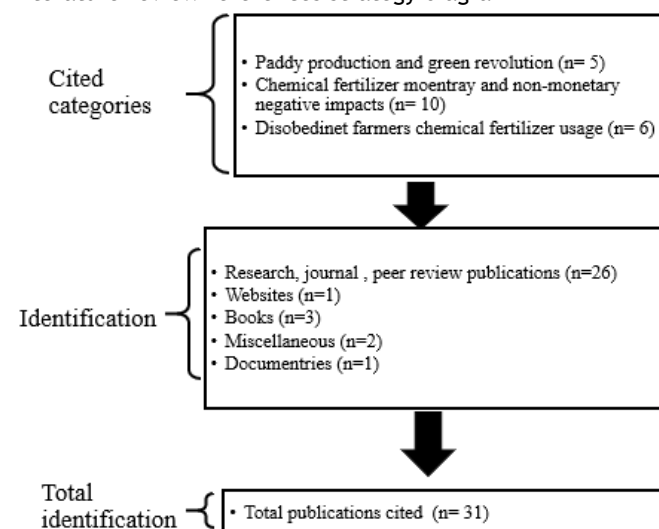 Cited
categories
• Paddy production and green revolution (n= 5)
• Chemical fertilizer moentray and non-monetary
negative impacts (n= 10)
• Disobedinet farmers chemical fertilizer usage (n= 6)
Identification
• Research, journal , peer review publications (n=26)
• Websites (n=1)
• Books (n=3)
• Miscellaneous (n=2)
• Documentries (n=1)
Total
identification
• Total publications cited (n= 31)